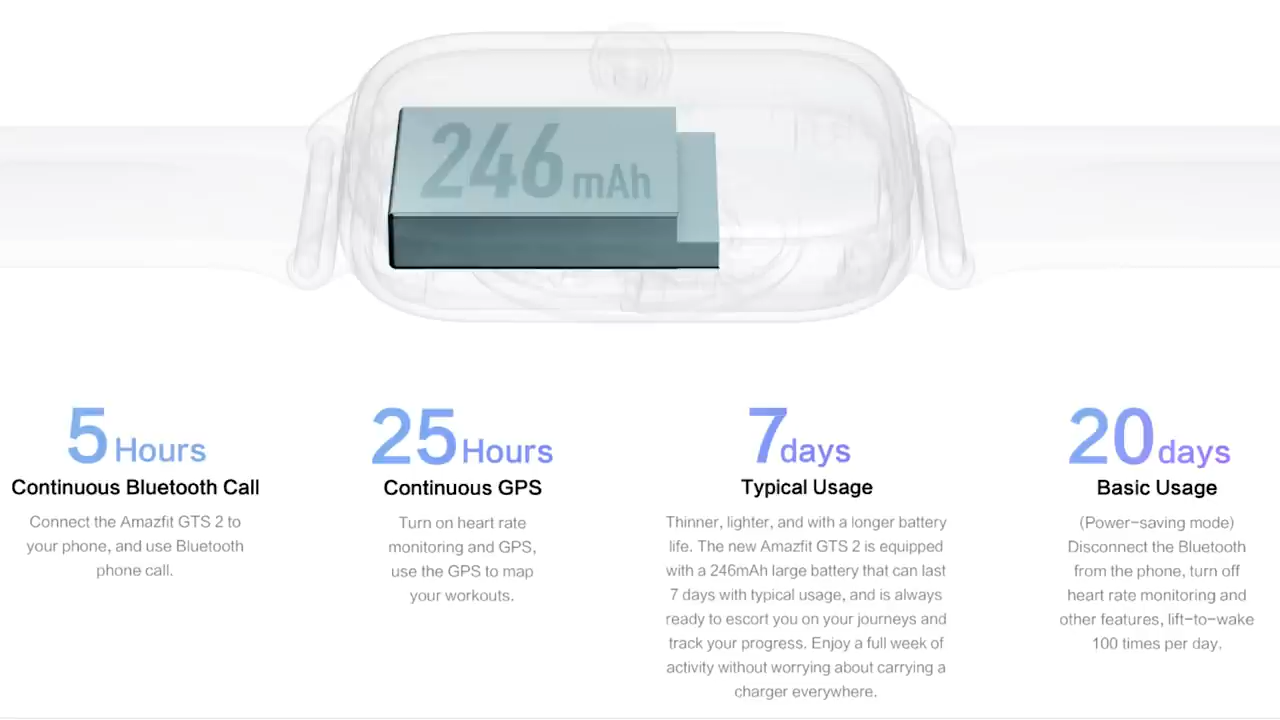 246 mAh
5 Hours
Continuous Bluetooth Call
Connect the Amazfit GTS 2 to
your phone, and use Bluetooth
phone call.
25 Hours
Continuous GPS
Turn on heart rate
monitoring and GPS,
use the GPS to map
your workouts.
7 days
Typical Usage
Thinner, lighter, and with a longer battery
life. The new Amazfit GTS 2 is equipped
with a 246mAh large battery that can last
7 days with typical usage, and is always
ready to escort you on your journeys and
track your progress. Enjoy a full week of
activity without worrying about carrying a
charger everywhere.
20 days
Basic Usage
(Power-saving mode)
Disconnect the Bluetooth
from the phone, turn off
heart rate monitoring and
other features, lift-to-wake
100 times per day.